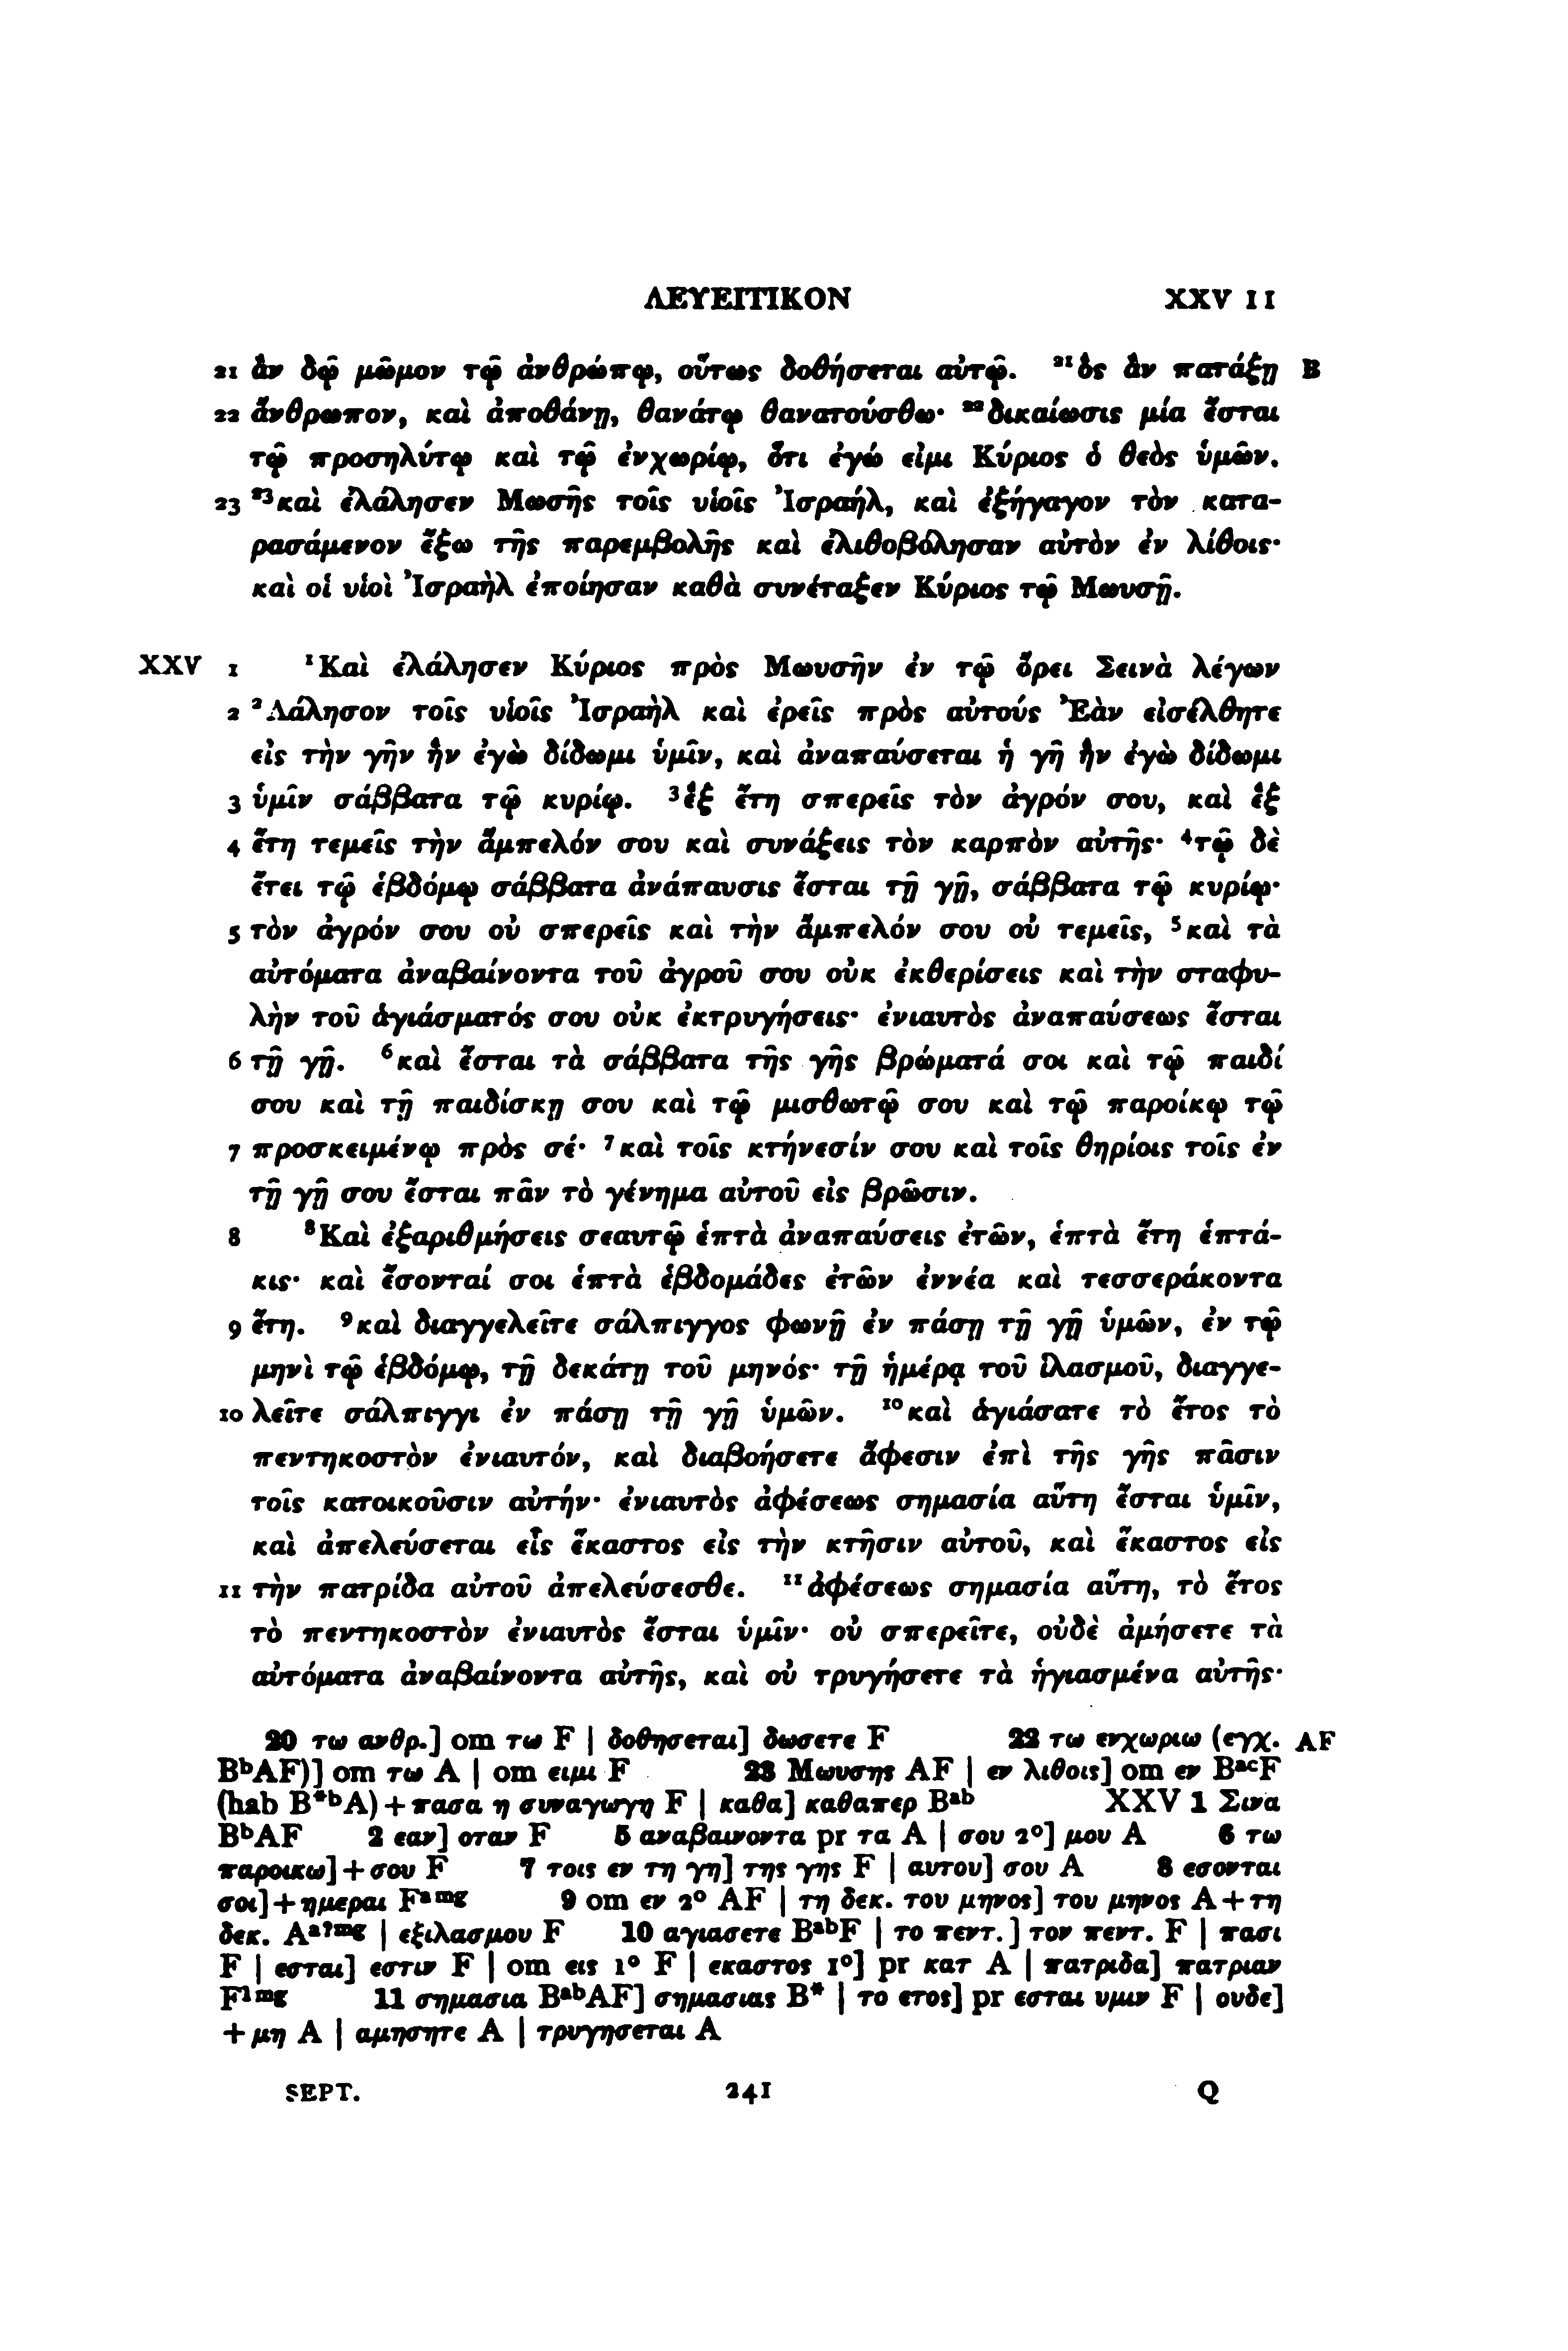 ΛΕΥΕΙΤΙΚΟΝ XXV 11
21 ἂν δῷ μῶμον τῷ ἀνθρώπῳ, οὕτως δοθήσεται αὐτῷ. ²¹ὃς ἂν πατάξῃ B
22 ἄνθρωπον, καὶ ἀποθάνῃ, θανάτῳ θανατούσθω· ²²δικαίωσις μία ἔσται
τῷ προσηλύτῳ καὶ τῷ ἐνχωρίῳ, ὅτι ἐγώ εἰμι Κύριος ὁ θεὸς ὑμῶν.
23 ²³καὶ ἐλάλησεν Μωσῆς τοῖς υἱοῖς Ἰσραήλ, καὶ ἐξήγαγον τὸν κατα-
ρασάμενον ἔξω τῆς παρεμβολῆς καὶ ἐλιθοβόλησαν αὐτὸν ἐν λίθοις·
καὶ οἱ υἱοὶ Ἰσραὴλ ἐποίησαν καθὰ συνέταξεν Κύριος τῷ Μωυσῇ.
XXV 1 ¹Καὶ ἐλάλησεν Κύριος πρὸς Μωυσῆν ἐν τῷ ὄρει Σεινὰ λέγων
2 ²Λάλησον τοῖς υἱοῖς Ἰσραὴλ καὶ ἐρεῖς πρὸς αὐτούς Ἐὰν εἰσέλθητε
εἰς τὴν γῆν ἣν ἐγὼ δίδωμι ὑμῖν, καὶ ἀναπαύσεται ἡ γῆ ἣν ἐγὼ δίδωμι
3 ὑμῖν σάββατα τῷ κυρίῳ. ³ἓξ ἔτη σπερεῖς τὸν ἀγρόν σου, καὶ ἓξ
4 ἔτη τεμεῖς τὴν ἄμπελόν σου καὶ συνάξεις τὸν καρπὸν αὐτῆς· ⁴τῷ δὲ
ἔτει τῷ ἑβδόμῳ σάββατα ἀνάπαυσις ἔσται τῇ γῇ, σάββατα τῷ κυρίῳ·
5 τὸν ἀγρόν σου οὐ σπερεῖς καὶ τὴν ἄμπελόν σου οὐ τεμεῖς, ⁵καὶ τὰ
αὐτόματα ἀναβαίνοντα τοῦ ἀγροῦ σου οὐκ ἐκθερίσεις καὶ τὴν σταφυ-
λὴν τοῦ ἁγιάσματός σου οὐκ ἐκτρυγήσεις· ἐνιαυτὸς ἀναπαύσεως ἔσται
6 τῇ γῇ. ⁶καὶ ἔσται τὰ σάββατα τῆς γῆς βρώματά σοι καὶ τῷ παιδί
σου καὶ τῇ παιδίσκῃ σου καὶ τῷ μισθωτῷ σου καὶ τῷ παροίκῳ τῷ
7 προσκειμένῳ πρὸς σέ· ⁷καὶ τοῖς κτήνεσίν σου καὶ τοῖς θηρίοις τοῖς ἐν
τῇ γῇ σου ἔσται πᾶν τὸ γένημα αὐτοῦ εἰς βρῶσιν.
8 ⁸Καὶ ἐξαριθμήσεις σεαυτῷ ἑπτὰ ἀναπαύσεις ἐτῶν, ἑπτὰ ἔτη ἑπτά-
κις· καὶ ἔσονταί σοι ἑπτὰ ἑβδομάδες ἐτῶν ἐννέα καὶ τεσσεράκοντα
9 ἔτη. ⁹καὶ διαγγελεῖτε σάλπιγγος φωνῇ ἐν πάσῃ τῇ γῇ ὑμῶν, ἐν τῷ
μηνὶ τῷ ἑβδόμῳ, τῇ δεκάτῃ τοῦ μηνός· τῇ ἡμέρᾳ τοῦ ἱλασμοῦ, διαγγε-
10 λεῖτε σάλπιγγι ἐν πάσῃ τῇ γῇ ὑμῶν. ¹⁰καὶ ἁγιάσατε τὸ ἔτος τὸ
πεντηκοστὸν ἐνιαυτόν, καὶ διαβοήσετε ἄφεσιν ἐπὶ τῆς γῆς πᾶσιν
τοῖς κατοικοῦσιν αὐτήν· ἐνιαυτὸς ἀφέσεως σημασία αὕτη ἔσται ὑμῖν,
καὶ ἀπελεύσεται εἷς ἕκαστος εἰς τὴν κτῆσιν αὐτοῦ, καὶ ἕκαστος εἰς
11 τὴν πατρίδα αὐτοῦ ἀπελεύσεσθε. ¹¹ἀφέσεως σημασία αὕτη, τὸ ἔτος
τὸ πεντηκοστὸν ἐνιαυτὸς ἔσται ὑμῖν· οὐ σπερεῖτε, οὐδὲ ἀμήσετε τὰ
αὐτόματα ἀναβαίνοντα αὐτῆς, καὶ οὐ τρυγήσετε τὰ ἡγιασμένα αὐτῆς·
20 τω ανθρ.] om τω F | δοθησεται] δωσετε F 22 τω ενχωριω (εγχ. AF
BᵇAF)] om τω A | om ειμι F 23 Μωυσης AF | εν λιθοις] om εν BᵃᶜF
(hab B*ᵇA) + πασα η συναγωγη F | καθα] καθαπερ Bᵃᵇ XXV 1 Σινα
BᵇAF 2 εαν] οταν F 5 αναβαινοντα pr τα A | σου 2°] μου A 6 τω
παροικω] + σου F 7 τοις εν τη γη] της γης F | αυτου] σου A 8 εσονται
σοι] + ημεραι Fᵃᵐᵍ 9 om εν 2° AF | τη δεκ. του μηνος] του μηνος A + τη
δεκ. Aᵃ?ᵐᵍ | εξιλασμου F 10 αγιασετε BᵃᵇF | το πεντ.] τον πεντ. F | πασι
F | εσται] εστιν F | om εις 1° F | εκαστος 1°] pr κατ A | πατριδα] πατριαν
F¹ᵐᵍ 11 σημασια BᵃᵇAF] σημασιας B* | το ετος] pr εσται υμιν F | ουδε]
+ μη A | αμησητε A | τρυγησεται A
SEPT. 241 Q